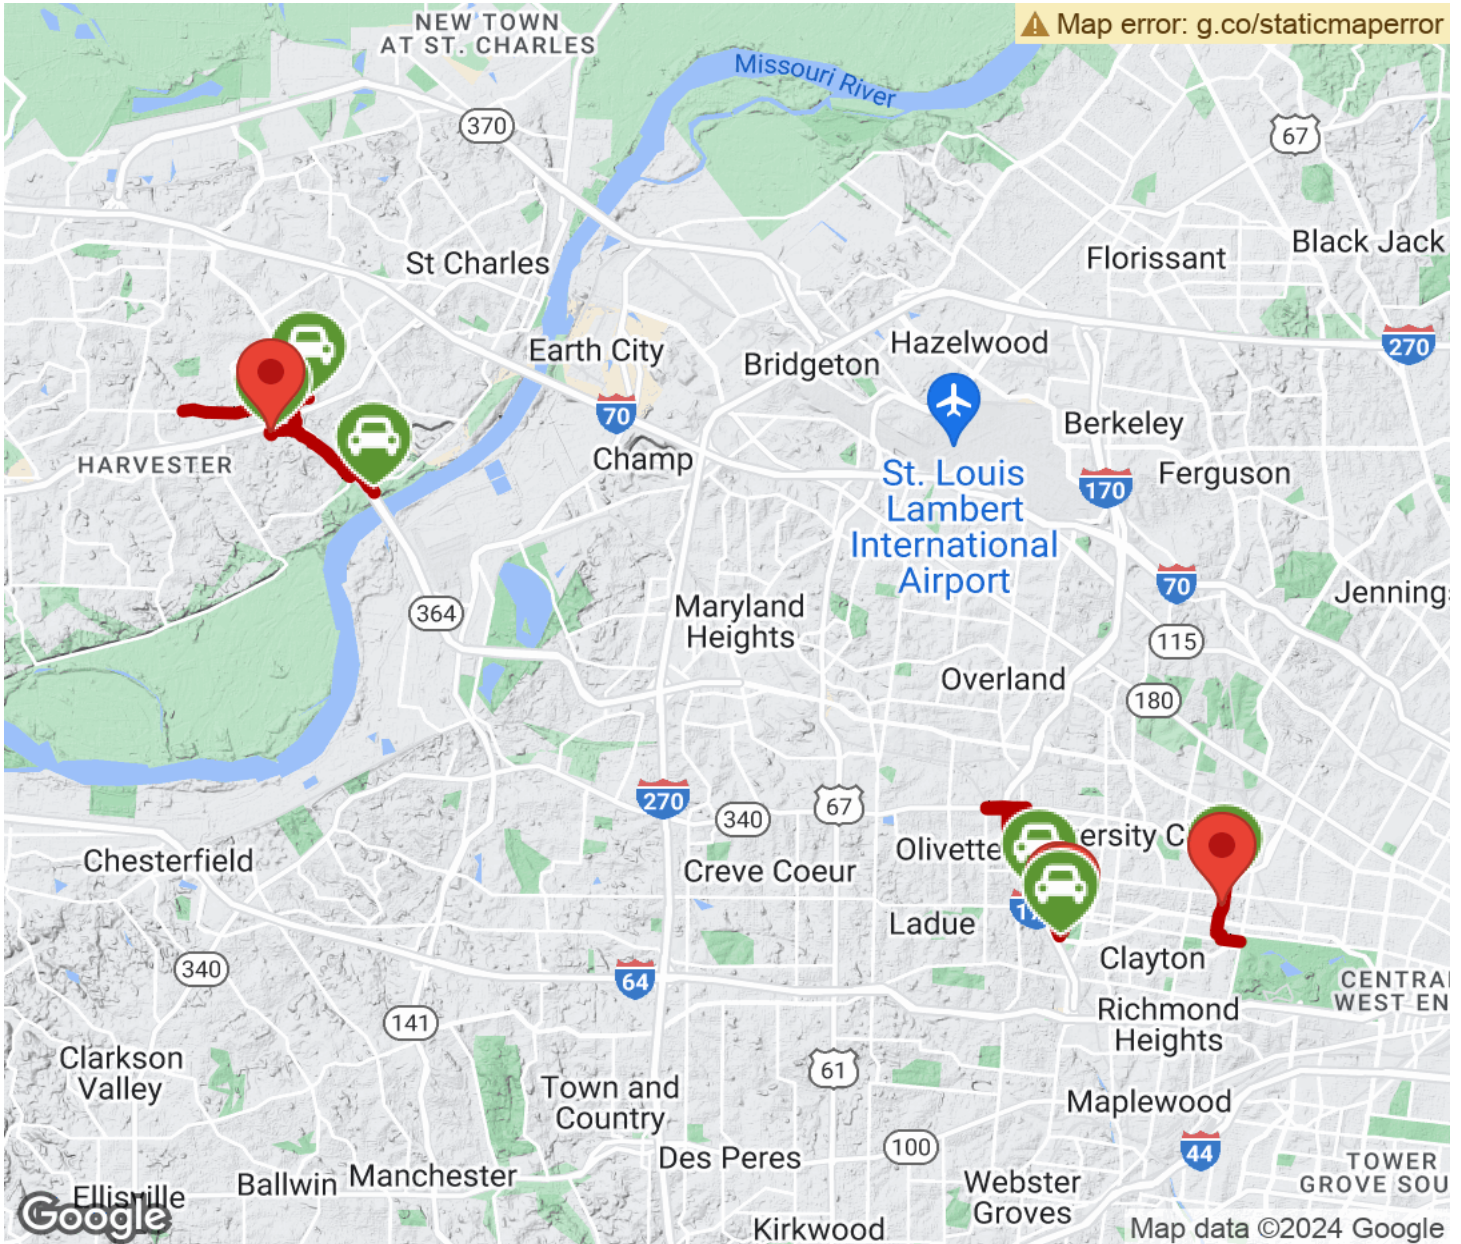 NEW TOWN
AT ST. CHARLES
Map error: g.co/staticmaperror
Missouri River
370
67
St Charles
Florissant
Black Jack
Earth City
Bridgeton
Hazelwood
270
70
Berkeley
HARVESTER
Champ
St. Louis
Lambert
International
Airport
170
Ferguson
364
Maryland
Heights
70
Jennings
115
Overland
180
270
340
67
Chesterfield
Creve Coeur
Olivette
ersity C
17
Ladue
Clayton
340
64
CENTRA
WEST EN
141
Richmond
Heights
Clarkson
Valley
Town and
Country
61
Maplewood
Des Peres
100
44
TOWER
GROVE SOU
Ellisville
Ballwin
Manchester
Webster
Groves
Kirkwood
Google
Map data ©2024 Google